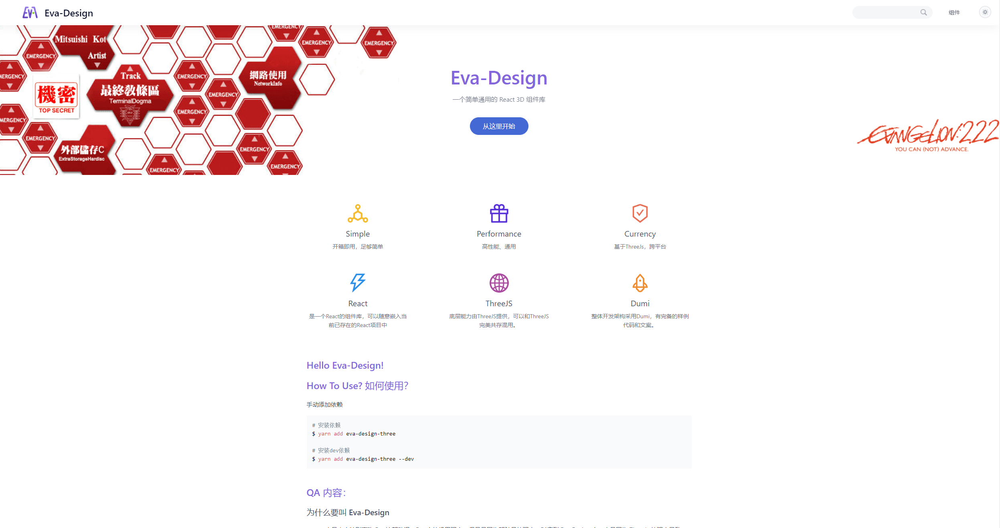 Eva-Design
组件
EMERGENCY
Mitsuishi Kot
Artist
EMERGENCY
EMERGENCY
EMERGENCY
MERGENCY
Track
最終教條區
TerminalDogma
EMERGENCY
網路使用
NetworkInfo
機密
TOP SECRET
EMERGENCY
EMERGENCY
MERGENCY
EMERGENCY
外部儲存C
ExtraStorageHardisc
EMERGENCY
EMERGENCY
EMERGENCY
Eva-Design
一个简单通用的 React 3D 组件库
从这里开始
EVANGELION:2.22
YOU CAN (NOT) ADVANCE.
Simple
开箱即用，足够简单
Performance
高性能、通用
Currency
基于ThreeJs，跨平台
React
是一个React的组件库，可以随意嵌入当
前已存在的React项目中
ThreeJS
底层能力由ThreeJS提供，可以和ThreeJS
完美共存混用。
Dumi
整体开发架构采用Dumi，有完备的样例
代码和文案。
Hello Eva-Design!
How To Use? 如何使用？
手动添加依赖
# 安装依赖
$ yarn add eva-design-three
# 安装dev依赖
$ yarn add eva-design-three --dev
QA 内容：
为什么要叫 Eva-Design